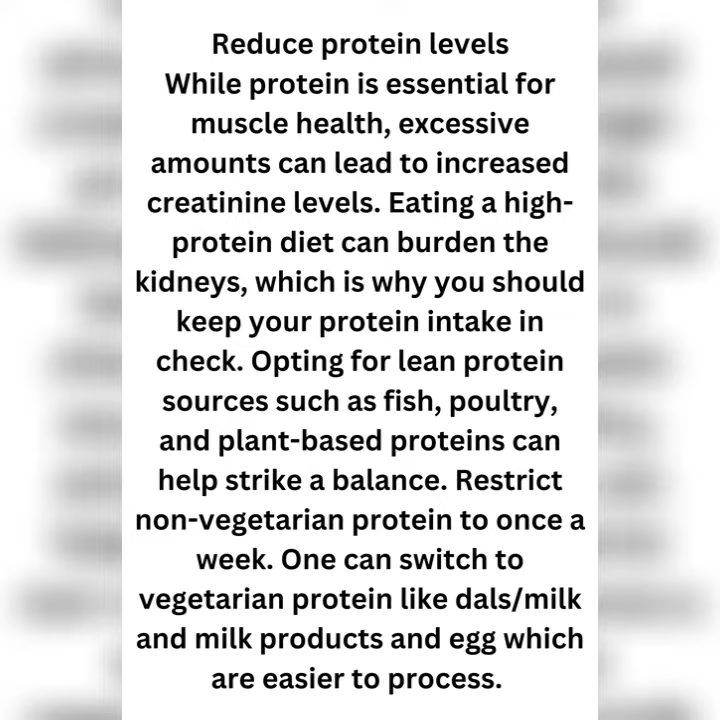 Reduce protein levels
While protein is essential for
muscle health, excessive
amounts can lead to increased
creatinine levels. Eating a high-
protein diet can burden the
kidneys, which is why you should
keep your protein intake in
check. Opting for lean protein
sources such as fish, poultry,
and plant-based proteins can
help strike a balance. Restrict
non-vegetarian protein to once a
week. One can switch to
vegetarian protein like dals/milk
and milk products and egg which
are easier to process.